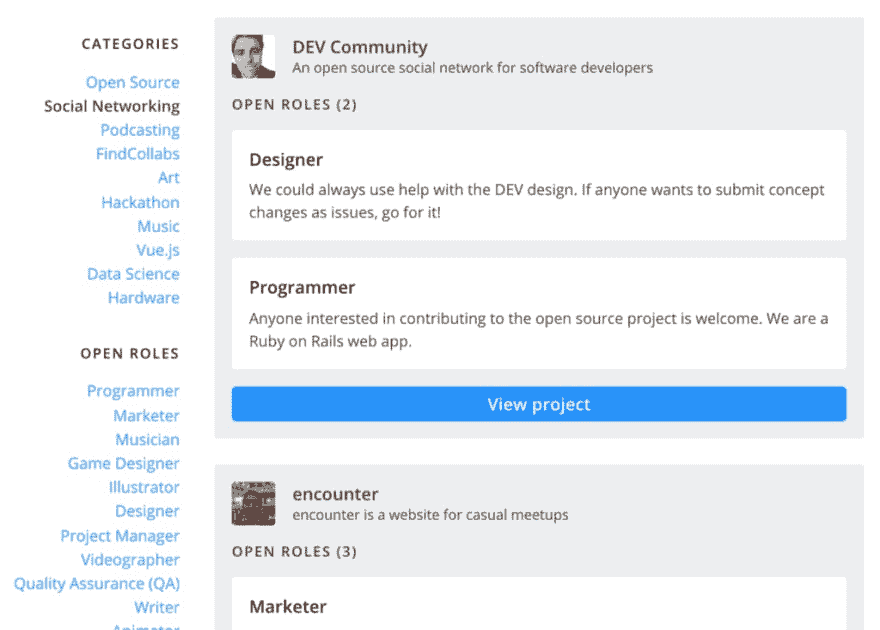 CATEGORIES
Open Source
Social Networking
Podcasting
FindCollabs
Art
Hackathon
Music
Vue.js
Data Science
Hardware
OPEN ROLES
Programmer
Marketer
Musician
Game Designer
Illustrator
Designer
Project Manager
Videographer
Quality Assurance (QA)
Writer
Animator
DEV Community
An open source social network for software developers
OPEN ROLES (2)
Designer
We could always use help with the DEV design. If anyone wants to submit concept
changes as issues, go for it!
Programmer
Anyone interested in contributing to the open source project is welcome. We are a
Ruby on Rails web app.
View project
encounter
encounter is a website for casual meetups
OPEN ROLES (3)
Marketer